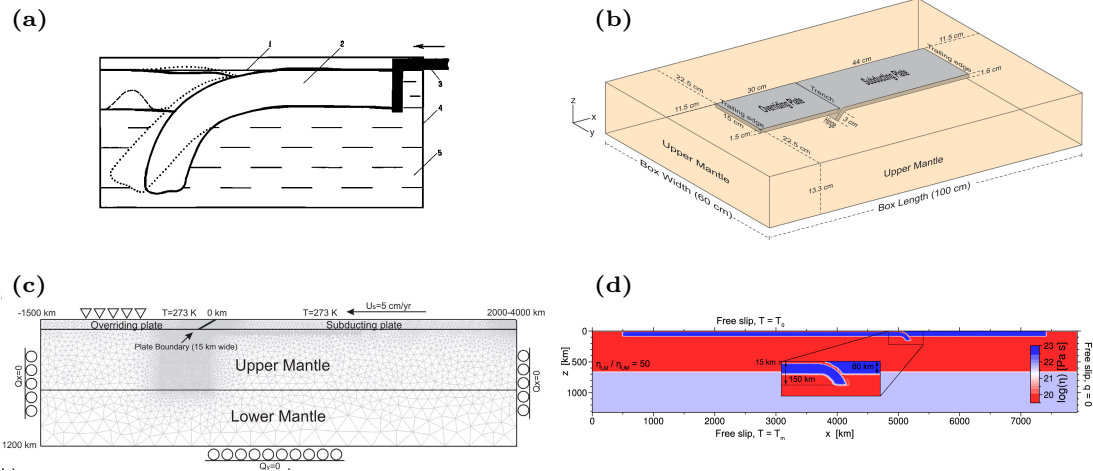 (a)
1
2
3
4
5
(b)
11.5 cm
44 cm
Trailing edge
Subducting Plate
1.6 cm
22.5 cm
30 cm
Trench
Overriding Plate
11.5 cm
Trailing edge
15 cm
1.5 cm
Hinge
3 cm
22.5 cm
z
x
y
Upper Mantle
Upper Mantle
13.3 cm
Box Width (60 cm)
Box Length (100 cm)
(c)
-1500 km
T=273 K
0 km
T=273 K
Uₛ=5 cm/yr
2000-4000 km
Overriding plate
Subducting plate
Plate Boundary (15 km wide)
Qx=0
Upper Mantle
Qx=0
Lower Mantle
1200 km
Qᵧ=0
(d)
Free slip, T = T₀
0
500
1000
z [km]
η_LM / η_UM = 50
15 km
150 km
80 km
23
22
21
20
log(η) [Pa s]
Free slip, q = 0
Free slip, T = Tₘ
x [km]
0 1000 2000 3000 4000 5000 6000 7000